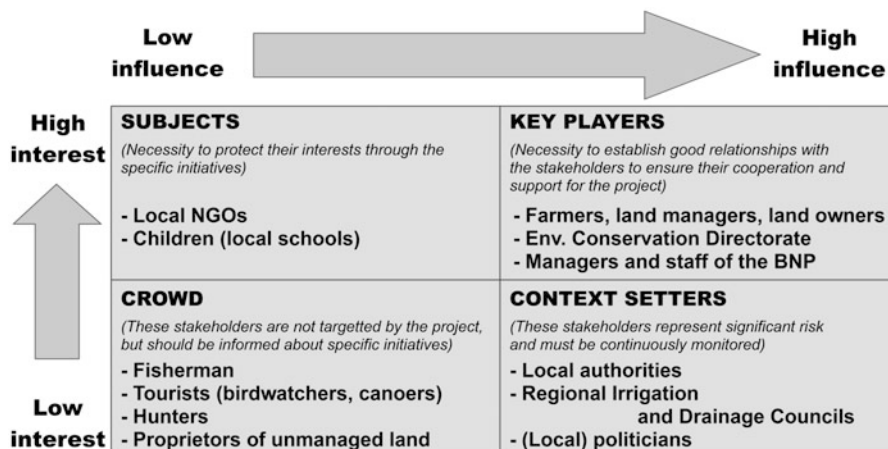 Low
influence
High
influence
High
interest
SUBJECTS
(Necessity to protect their interests through the
specific initiatives)
- Local NGOs
- Children (local schools)
KEY PLAYERS
(Necessity to establish good relationships with
the stakeholders to ensure their cooperation and
support for the project)
- Farmers, land managers, land owners
- Env. Conservation Directorate
- Managers and staff of the BNP
CROWD
(These stakeholders are not targetted by the project,
but should be informed about specific initiatives)
- Fisherman
- Tourists (birdwatchers, canoers)
- Hunters
- Proprietors of unmanaged land
CONTEXT SETTERS
(These stakeholders represent significant risk
and must be continuously monitored)
- Local authorities
- Regional Irrigation
and Drainage Councils
- (Local) politicians
Low
interest